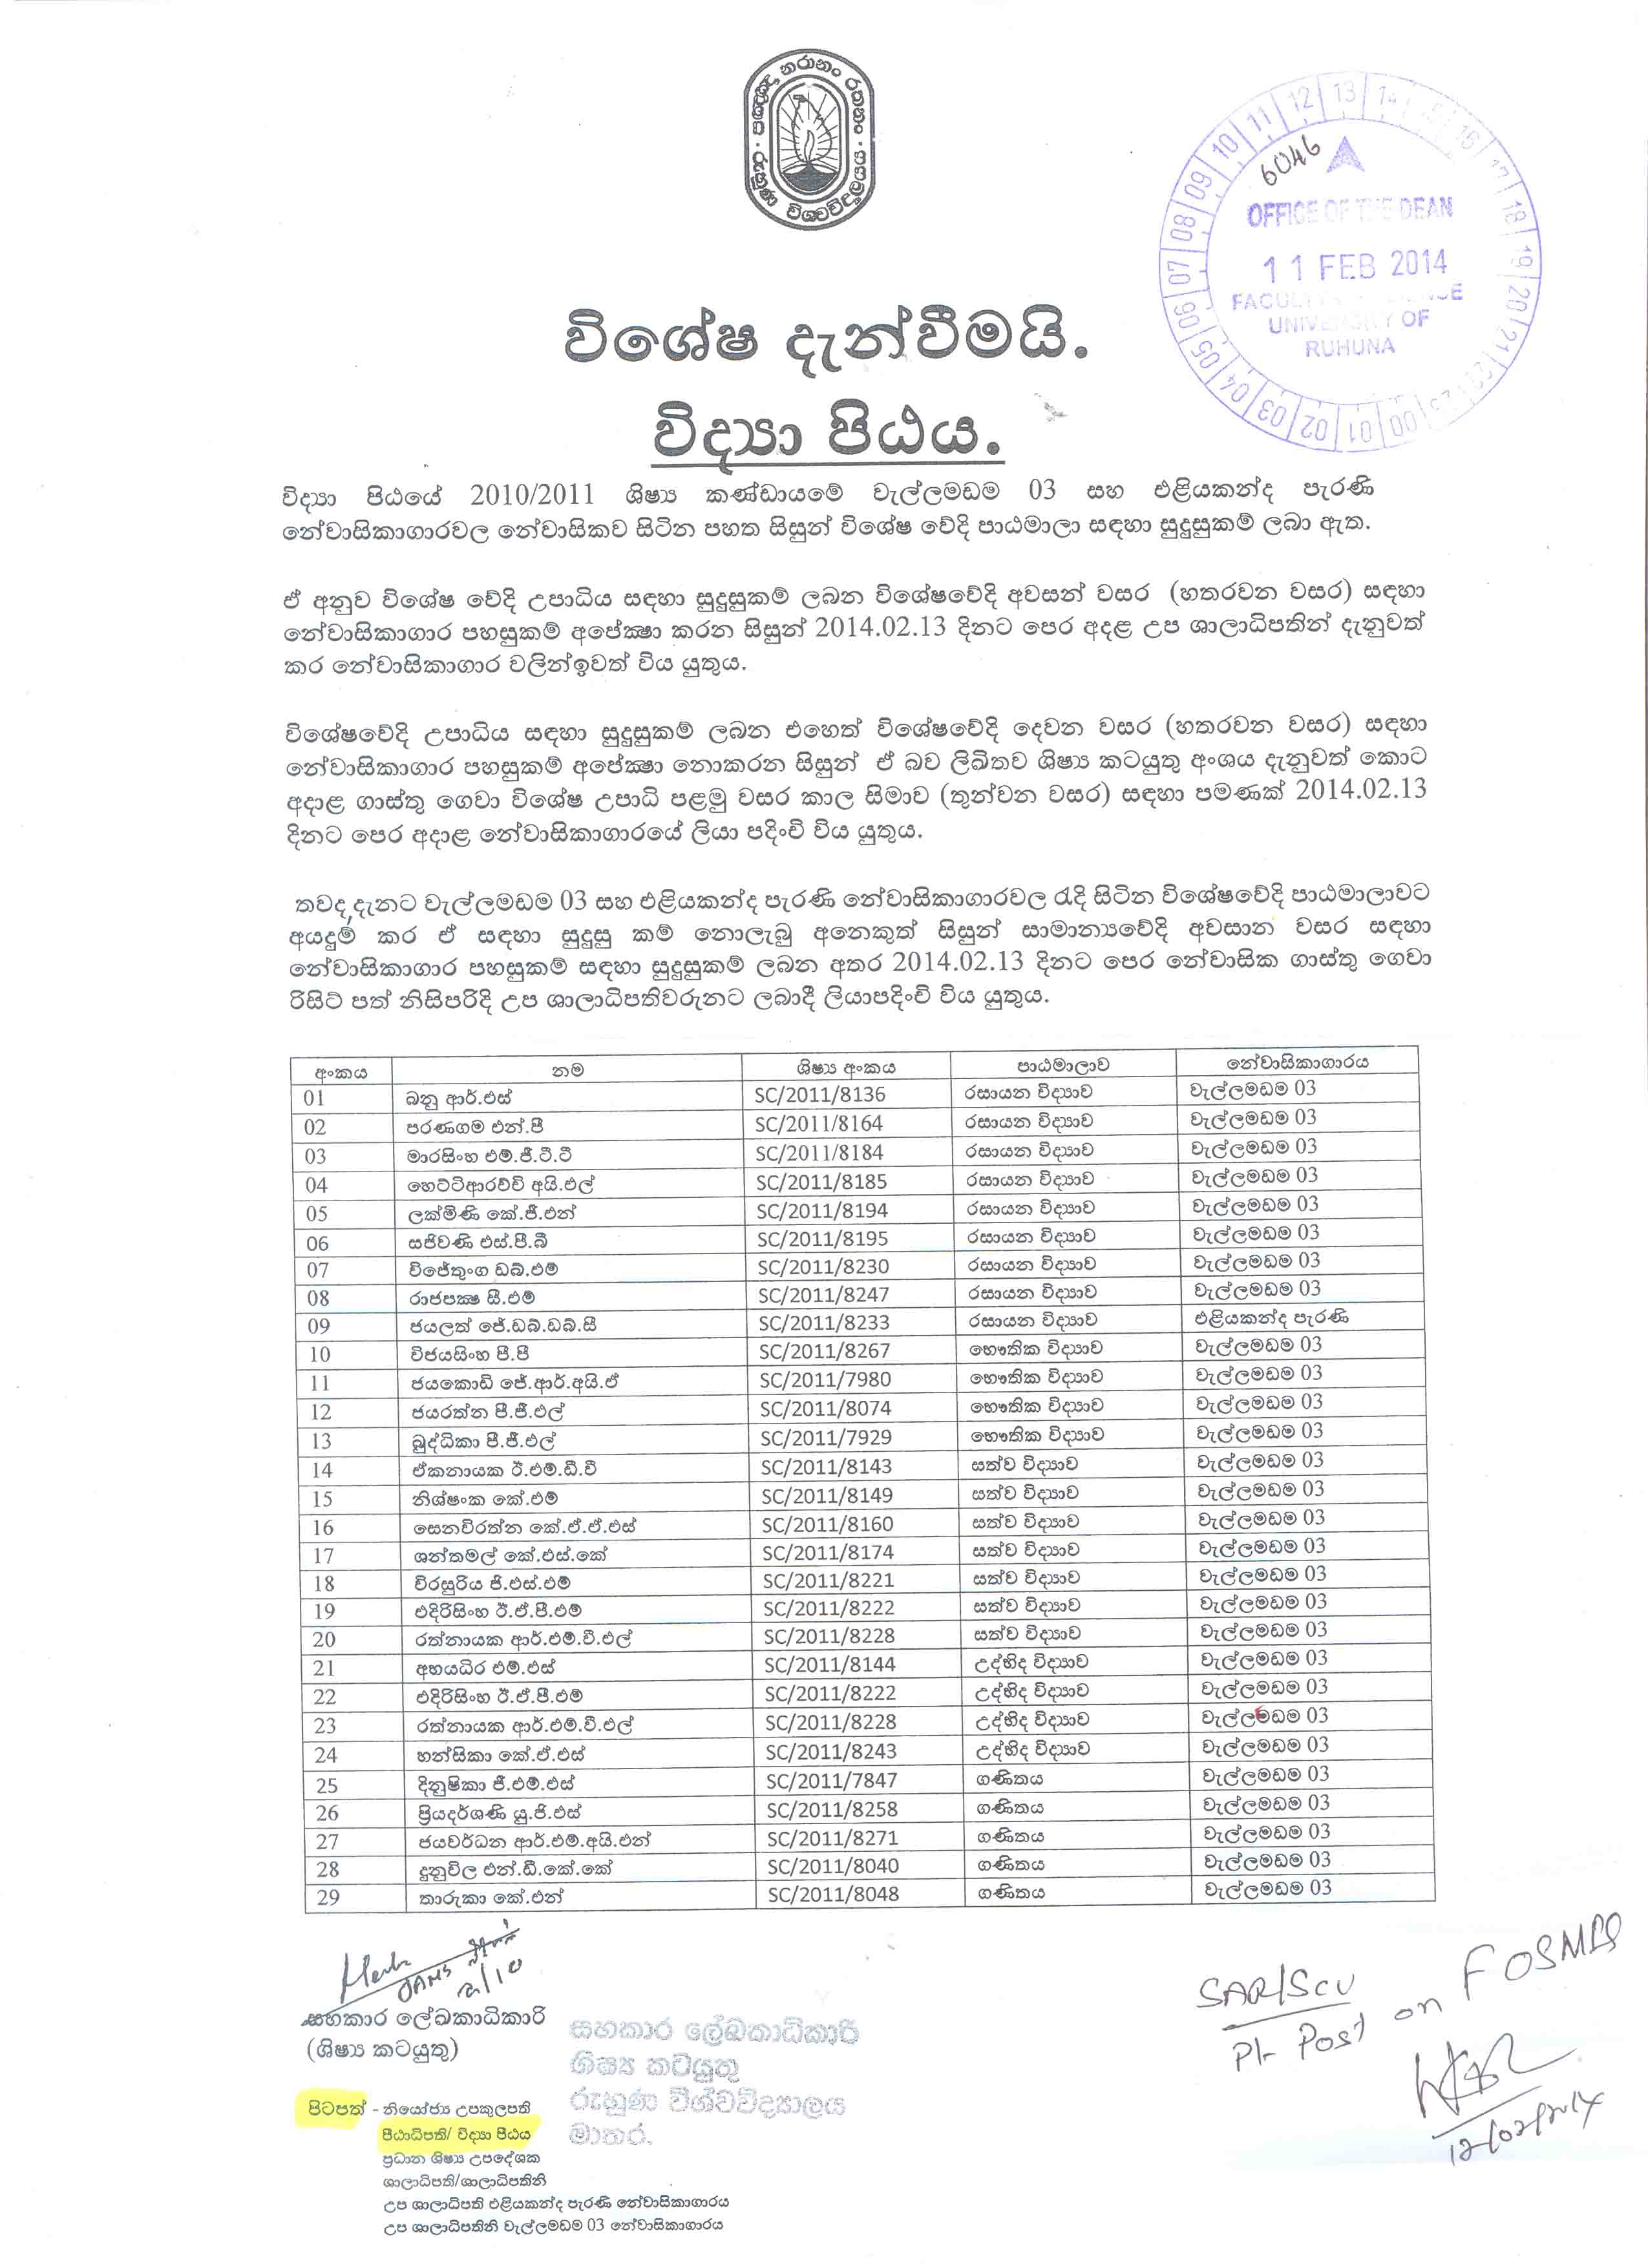 පඤ්ඤා නරානං රතනං
රුහුණ විශ්වවිද්‍යාලය
6046
OFFICE OF THE DEAN
11 FEB 2014
FACULTY OF SCIENCE
UNIVERSITY OF
RUHUNA
විශේෂ දැන්වීමයි.
විද්‍යා පීඨය.
විද්‍යා පීඨයේ 2010/2011 ශිෂ්‍ය කණ්ඩායමේ වැල්ලමඩම 03 සහ එළියකන්ද පැරණි
නේවාසිකාගාරවල නේවාසිකව සිටින පහත සිසුන් විශේෂ වේදි පාඨමාලා සඳහා සුදුසුකම් ලබා ඇත.
ඒ අනුව විශේෂ වේදි උපාධිය සඳහා සුදුසුකම් ලබන විශේෂවේදි අවසන් වසර (හතරවන වසර) සඳහා
නේවාසිකාගාර පහසුකම් අපේක්‍ෂා කරන සිසුන් 2014.02.13 දිනට පෙර අදළ උප ශාලාධිපතින් දැනුවත්
කර නේවාසිකාගාර වලින්ඉවත් විය යුතුය.
විශේෂවේදි උපාධිය සඳහා සුදුසුකම් ලබන එහෙත් විශේෂවේදි දෙවන වසර (හතරවන වසර) සඳහා
නේවාසිකාගාර පහසුකම් අපේක්‍ෂා නොකරන සිසුන් ඒ බව ලිඛිතව ශිෂ්‍ය කටයුතු අංශය දැනුවත් කොට
අදාළ ගාස්තු ගෙවා විශේෂ උපාධි පළමු වසර කාල සිමාව (තුන්වන වසර) සඳහා පමණක් 2014.02.13
දිනට පෙර අදාළ නේවාසිකාගාරයේ ලියා පදිංචි විය යුතුය.
තවද,දැනට වැල්ලමඩම 03 සහ එළියකන්ද පැරණි නේවාසිකාගාරවල රැදි සිටින විශේෂවේදි පාඨමාලාවට
අයදුම් කර ඒ සඳහා සුදුසු කම් නොලැබු අනෙකුත් සිසුන් සාමාන්‍යවේදි අවසාන වසර සඳහා
නේවාසිකාගාර පහසුකම් සඳහා සුදුසුකම් ලබන අතර 2014.02.13 දිනට පෙර නේවාසික ගාස්තු ගෙවා
රිසිට් පත් නිසිපරිදි උප ශාලාධිපතිවරුනට ලබාදී ලියාපදිංචි විය යුතුය.
අංකය නම ශිෂ්‍ය අංකය පාඨමාලාව නේවාසිකාගාරය
01 බනු ආර්.එස් SC/2011/8136 රසායන විද්‍යාව වැල්ලමඩම 03
02 පරණගම එන්.පී SC/2011/8164 රසායන විද්‍යාව වැල්ලමඩම 03
03 මාරසිංහ එම්.ජී.ටී.ටී SC/2011/8184 රසායන විද්‍යාව වැල්ලමඩම 03
04 හෙට්ටිආරච්චි අයි.එල් SC/2011/8185 රසායන විද්‍යාව වැල්ලමඩම 03
05 ලක්මිණි කේ.ජී.එන් SC/2011/8194 රසායන විද්‍යාව වැල්ලමඩම 03
06 සජිවණි එස්.පී.බී SC/2011/8195 රසායන විද්‍යාව වැල්ලමඩම 03
07 විජේතුංග ඩබ්.එම් SC/2011/8230 රසායන විද්‍යාව වැල්ලමඩම 03
08 රාජපක්‍ෂ සී.එම් SC/2011/8247 රසායන විද්‍යාව වැල්ලමඩම 03
09 ජයලත් ජේ.ඩබ්.ඩබ්.සී SC/2011/8233 රසායන විද්‍යාව එළියකන්ද පැරණි
10 විජයසිංහ පී.පී SC/2011/8267 භෞතික විද්‍යාව වැල්ලමඩම 03
11 ජයකොඩි ජේ.ආර්.අයි.ඒ SC/2011/7980 භෞතික විද්‍යාව වැල්ලමඩම 03
12 ජයරත්න පී.ජී.එල් SC/2011/8074 භෞතික විද්‍යාව වැල්ලමඩම 03
13 බුද්ධිකා පී.ජී.එල් SC/2011/7929 භෞතික විද්‍යාව වැල්ලමඩම 03
14 ඒකනායක ඊ.එම්.ඩී.වී SC/2011/8143 සත්ව විද්‍යාව වැල්ලමඩම 03
15 නිශ්ෂංක කේ.එම් SC/2011/8149 සත්ව විද්‍යාව වැල්ලමඩම 03
16 සෙනවිරත්න කේ.ඒ.ඒ.එස් SC/2011/8160 සත්ව විද්‍යාව වැල්ලමඩම 03
17 ශන්තමල් කේ.එස්.කේ SC/2011/8174 සත්ව විද්‍යාව වැල්ලමඩම 03
18 විරසුරිය ජි.එස්.එම් SC/2011/8221 සත්ව විද්‍යාව වැල්ලමඩම 03
19 එදිරිසිංහ ඊ.ඒ.පී.එම් SC/2011/8222 සත්ව විද්‍යාව වැල්ලමඩම 03
20 රත්නායක ආර්.එම්.වී.එල් SC/2011/8228 සත්ව විද්‍යාව වැල්ලමඩම 03
21 අභයධිර එම්.එස් SC/2011/8144 උද්භිද විද්‍යාව වැල්ලමඩම 03
22 එදිරිසිංහ ඊ.ඒ.පී.එම් SC/2011/8222 උද්භිද විද්‍යාව වැල්ලමඩම 03
23 රත්නායක ආර්.එම්.වී.එල් SC/2011/8228 උද්භිද විද්‍යාව වැල්ලමඩම 03
24 හන්සිකා කේ.ඒ.එස් SC/2011/8243 උද්භිද විද්‍යාව වැල්ලමඩම 03
25 දිනුෂිකා ජී.එම්.එස් SC/2011/7847 ගණිතය වැල්ලමඩම 03
26 ප්‍රියදර්ශණි යු.ජි.එස් SC/2011/8258 ගණිතය වැල්ලමඩම 03
27 ජයවර්ධන ආර්.එම්.අයි.එන් SC/2011/8271 ගණිතය වැල්ලමඩම 03
28 දුනුවිල එන්.ඩී.කේ.කේ SC/2011/8040 ගණිතය වැල්ලමඩම 03
29 තාරුකා කේ.එන් SC/2011/8048 ගණිතය වැල්ලමඩම 03
සහකාර ලේඛකාධිකාරි
(ශිෂ්‍ය කටයුතු)
සහකාර ලේඛකාධිකාරි
ශිෂ්‍ය කටයුතු
රුහුණ විශ්වවිද්‍යාලය
මාතර.
SAR/Scu
Pl- Post on FOSMIS
12/02/2014
පිටපත් - නියෝජ්‍ය උපකුලපති
පීඨාධිපති/ විද්‍යා පීඨය
ප්‍රධාන ශිෂ්‍ය උපදේශක
ශාලාධිපති/ශාලාධිපතිනි
උප ශාලාධිපති එළියකන්ද පැරණි නේවාසිකාගාරය
උප ශාලාධිපතිනි වැල්ලමඩම 03 නේවාසිකාගාරය